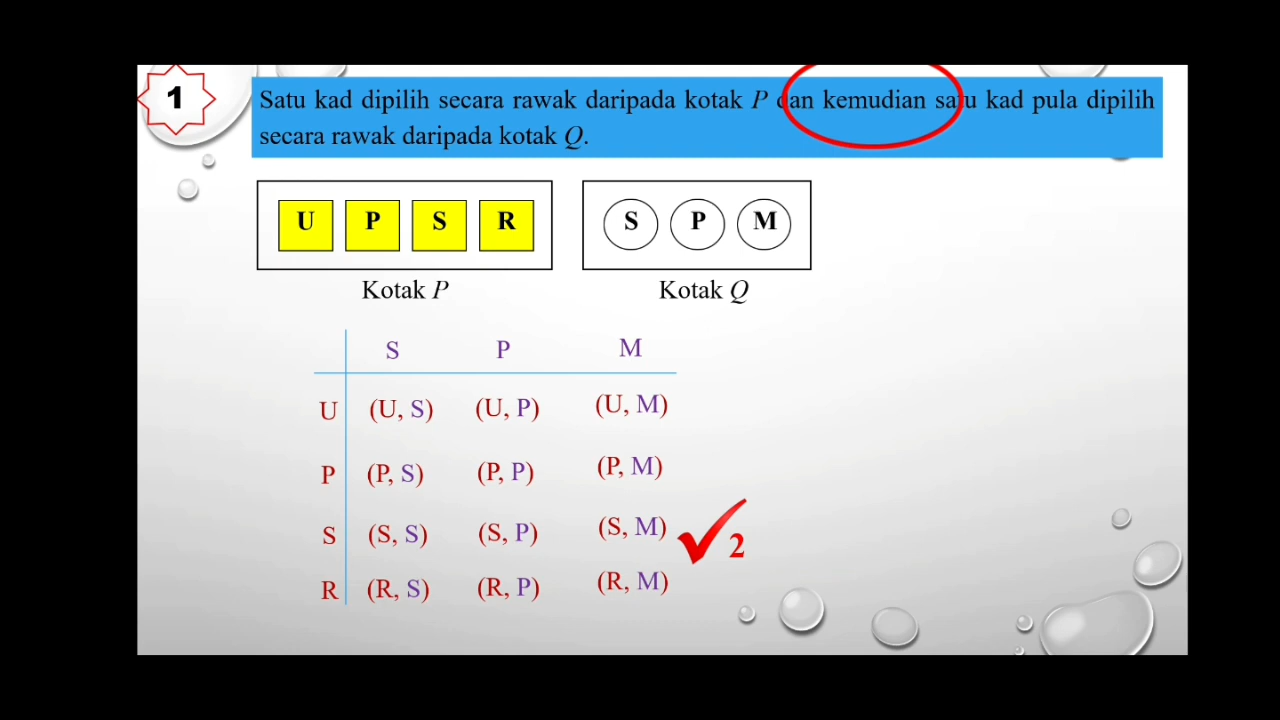 1
Satu kad dipilih secara rawak daripada kotak P dan kemudian satu kad pula dipilih
secara rawak daripada kotak Q.
U P S R
S P M
Kotak P
Kotak Q
S P M
U (U, S) (U, P) (U, M)
P (P, S) (P, P) (P, M)
S (S, S) (S, P) (S, M)
2
R (R, S) (R, P) (R, M)